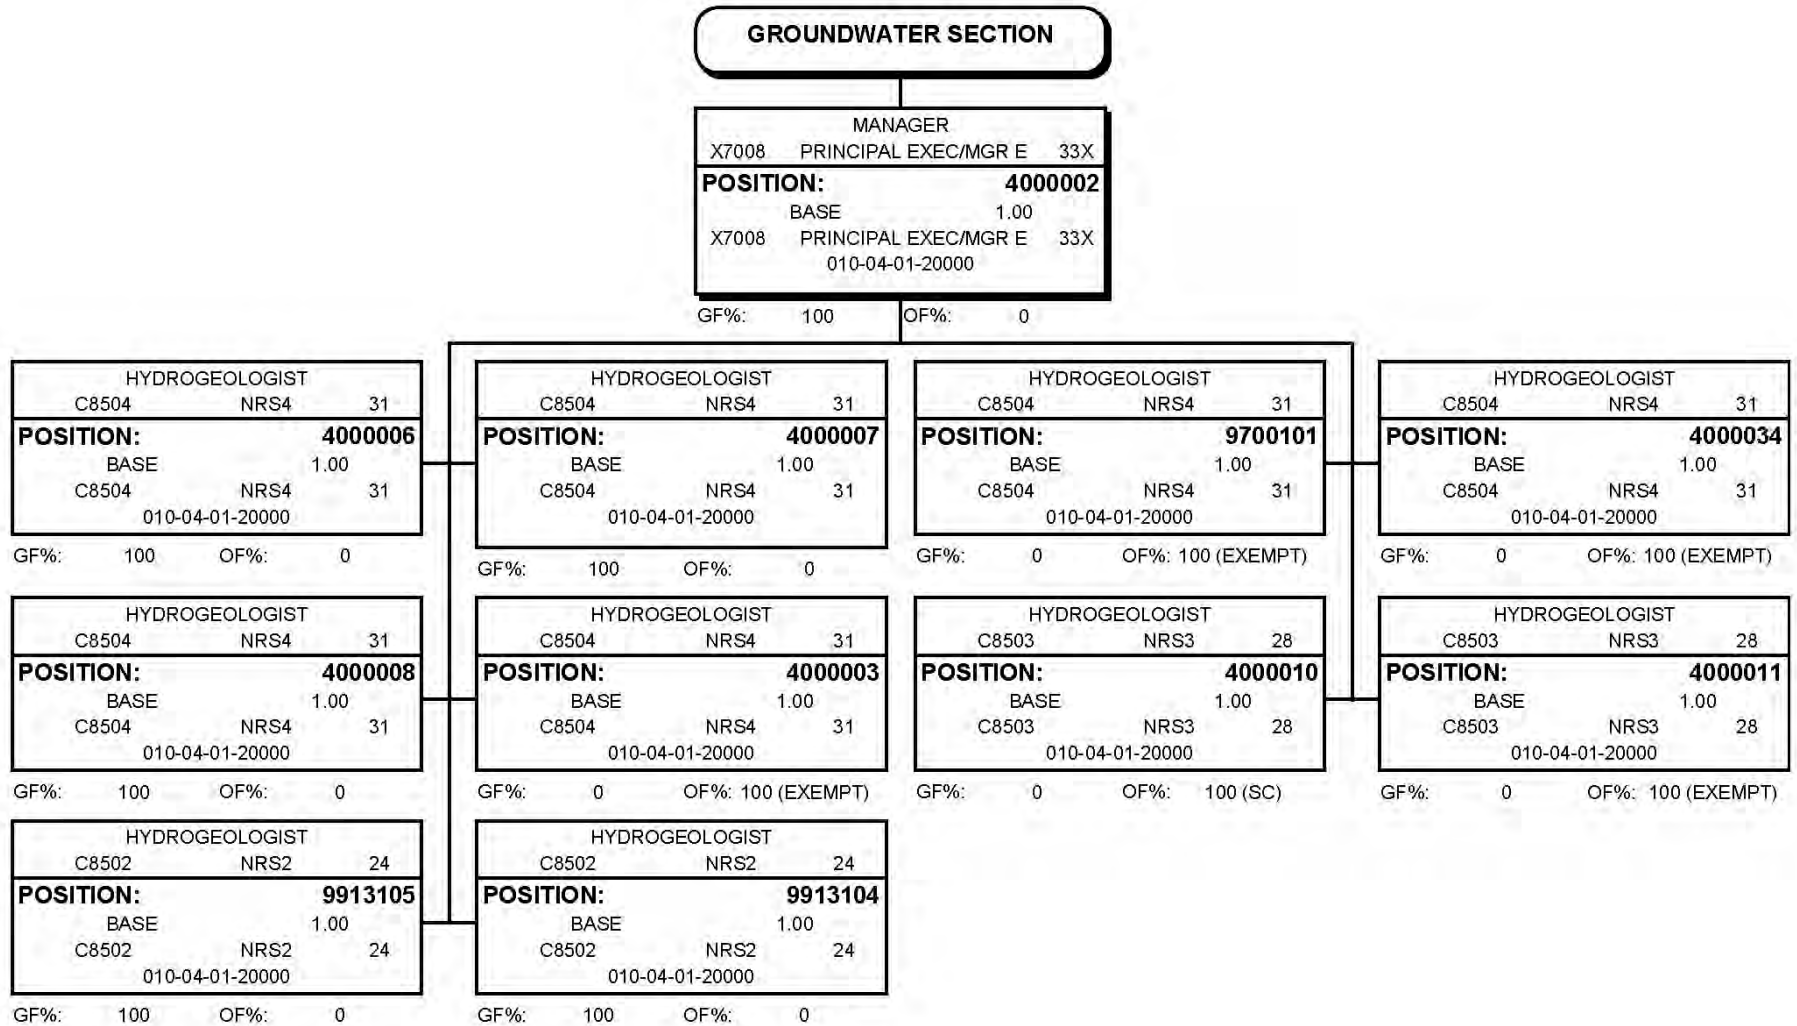 GROUNDWATER SECTION
MANAGER
X7008 PRINCIPAL EXEC/MGR E 33X
POSITION: 4000002
BASE 1.00
X7008 PRINCIPAL EXEC/MGR E 33X
010-04-01-20000
GF%: 100 OF%: 0
HYDROGEOLOGIST
C8504 NRS4 31
POSITION: 4000006
BASE 1.00
C8504 NRS4 31
010-04-01-20000
GF%: 100 OF%: 0
HYDROGEOLOGIST
C8504 NRS4 31
POSITION: 4000007
BASE 1.00
C8504 NRS4 31
010-04-01-20000
GF%: 100 OF%: 0
HYDROGEOLOGIST
C8504 NRS4 31
POSITION: 9700101
BASE 1.00
C8504 NRS4 31
010-04-01-20000
GF%: 0 OF%: 100 (EXEMPT)
HYDROGEOLOGIST
C8504 NRS4 31
POSITION: 4000034
BASE 1.00
C8504 NRS4 31
010-04-01-20000
GF%: 0 OF%: 100 (EXEMPT)
HYDROGEOLOGIST
C8504 NRS4 31
POSITION: 4000008
BASE 1.00
C8504 NRS4 31
010-04-01-20000
GF%: 100 OF%: 0
HYDROGEOLOGIST
C8504 NRS4 31
POSITION: 4000003
BASE 1.00
C8504 NRS4 31
010-04-01-20000
GF%: 0 OF%: 100 (EXEMPT)
HYDROGEOLOGIST
C8503 NRS3 28
POSITION: 4000010
BASE 1.00
C8503 NRS3 28
010-04-01-20000
GF%: 0 OF%: 100 (SC)
HYDROGEOLOGIST
C8503 NRS3 28
POSITION: 4000011
BASE 1.00
C8503 NRS3 28
010-04-01-20000
GF%: 0 OF%: 100 (EXEMPT)
HYDROGEOLOGIST
C8502 NRS2 24
POSITION: 9913105
BASE 1.00
C8502 NRS2 24
010-04-01-20000
GF%: 100 OF%: 0
HYDROGEOLOGIST
C8502 NRS2 24
POSITION: 9913104
BASE 1.00
C8502 NRS2 24
010-04-01-20000
GF%: 100 OF%: 0